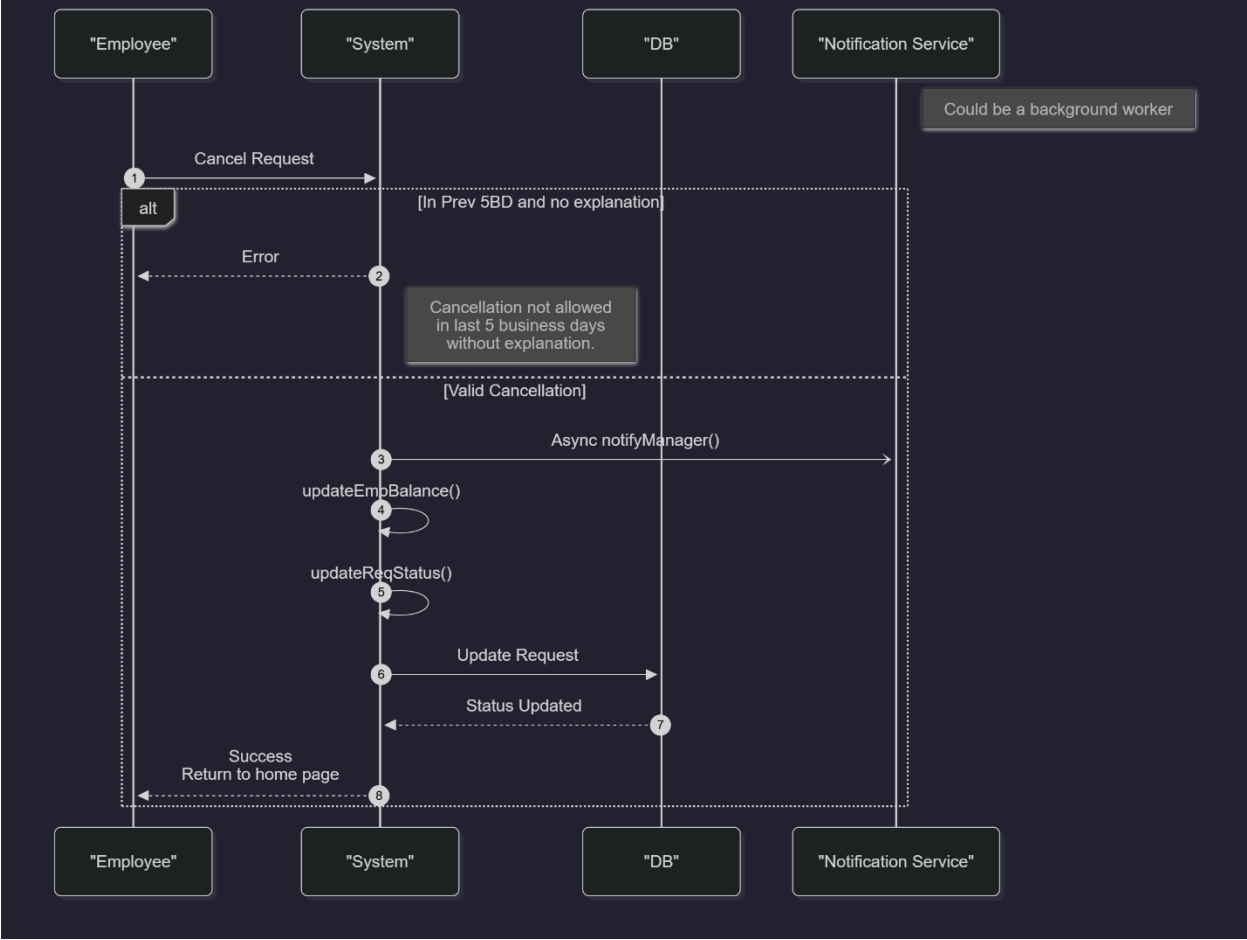 "Employee"
"System"
"DB"
"Notification Service"
Could be a background worker
Cancel Request
1
alt
[In Prev 5BD and no explanation]
Error
2
Cancellation not allowed
in last 5 business days
without explanation.
[Valid Cancellation]
Async notifyManager()
3
updateEmpBalance()
4
updateReqStatus()
5
Update Request
6
Status Updated
7
Success
Return to home page
8
"Employee"
"System"
"DB"
"Notification Service"